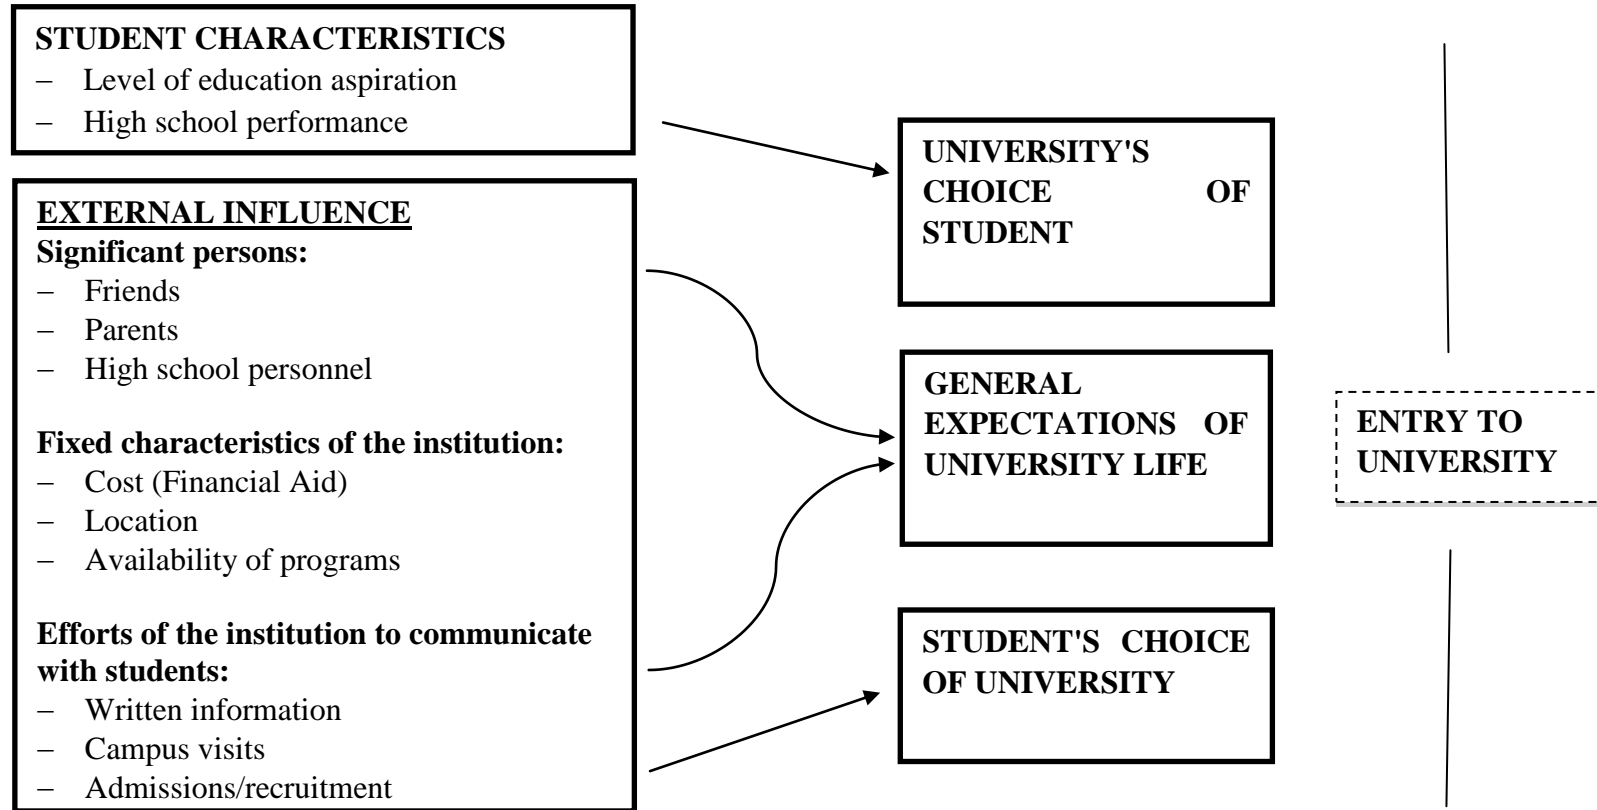 STUDENT CHARACTERISTICS
– Level of education aspiration
– High school performance
EXTERNAL INFLUENCE
Significant persons:
– Friends
– Parents
– High school personnel
Fixed characteristics of the institution:
– Cost (Financial Aid)
– Location
– Availability of programs
Efforts of the institution to communicate
with students:
– Written information
– Campus visits
– Admissions/recruitment
UNIVERSITY'S
CHOICE OF
STUDENT
GENERAL
EXPECTATIONS OF
UNIVERSITY LIFE
STUDENT'S CHOICE
OF UNIVERSITY
ENTRY TO
UNIVERSITY